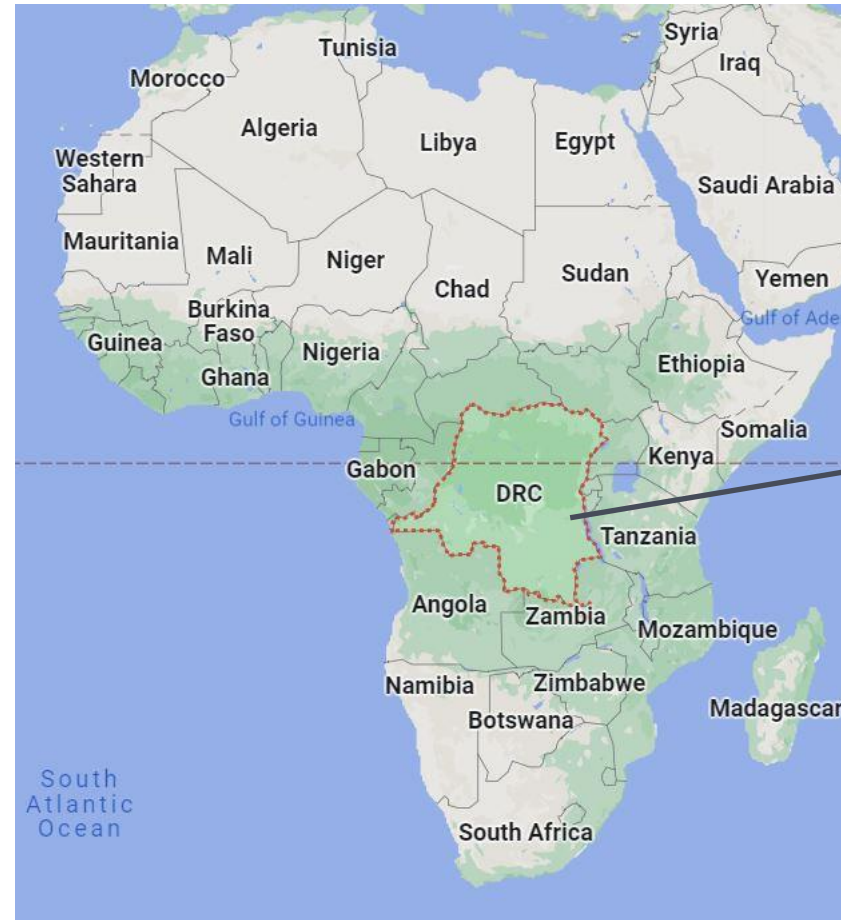 Tunisia
Syria
Iraq
Morocco
Algeria
Libya
Egypt
Western
Sahara
Saudi Arabia
Mauritania
Mali
Niger
Chad
Sudan
Yemen
Burkina
Faso
Gulf of Ade
Guinea
Nigeria
Ethiopia
Ghana
Gulf of Guinea
Somalia
Kenya
Gabon
DRC
Tanzania
Angola
Zambia
Mozambique
Namibia
Zimbabwe
Botswana
Madagascar
South
Atlantic
Ocean
South Africa